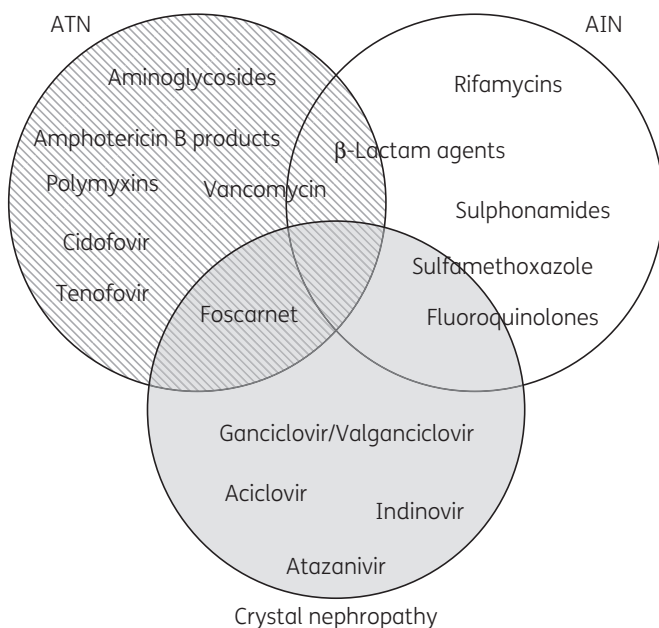 ATN
AIN
Aminoglycosides
Rifamycins
Amphotericin B products
β-Lactam agents
Polymyxins
Vancomycin
Sulphonamides
Cidofovir
Sulfamethoxazole
Tenofovir
Foscarnet
Fluoroquinolones
Ganciclovir/Valganciclovir
Aciclovir
Indinovir
Atazanivir
Crystal nephropathy